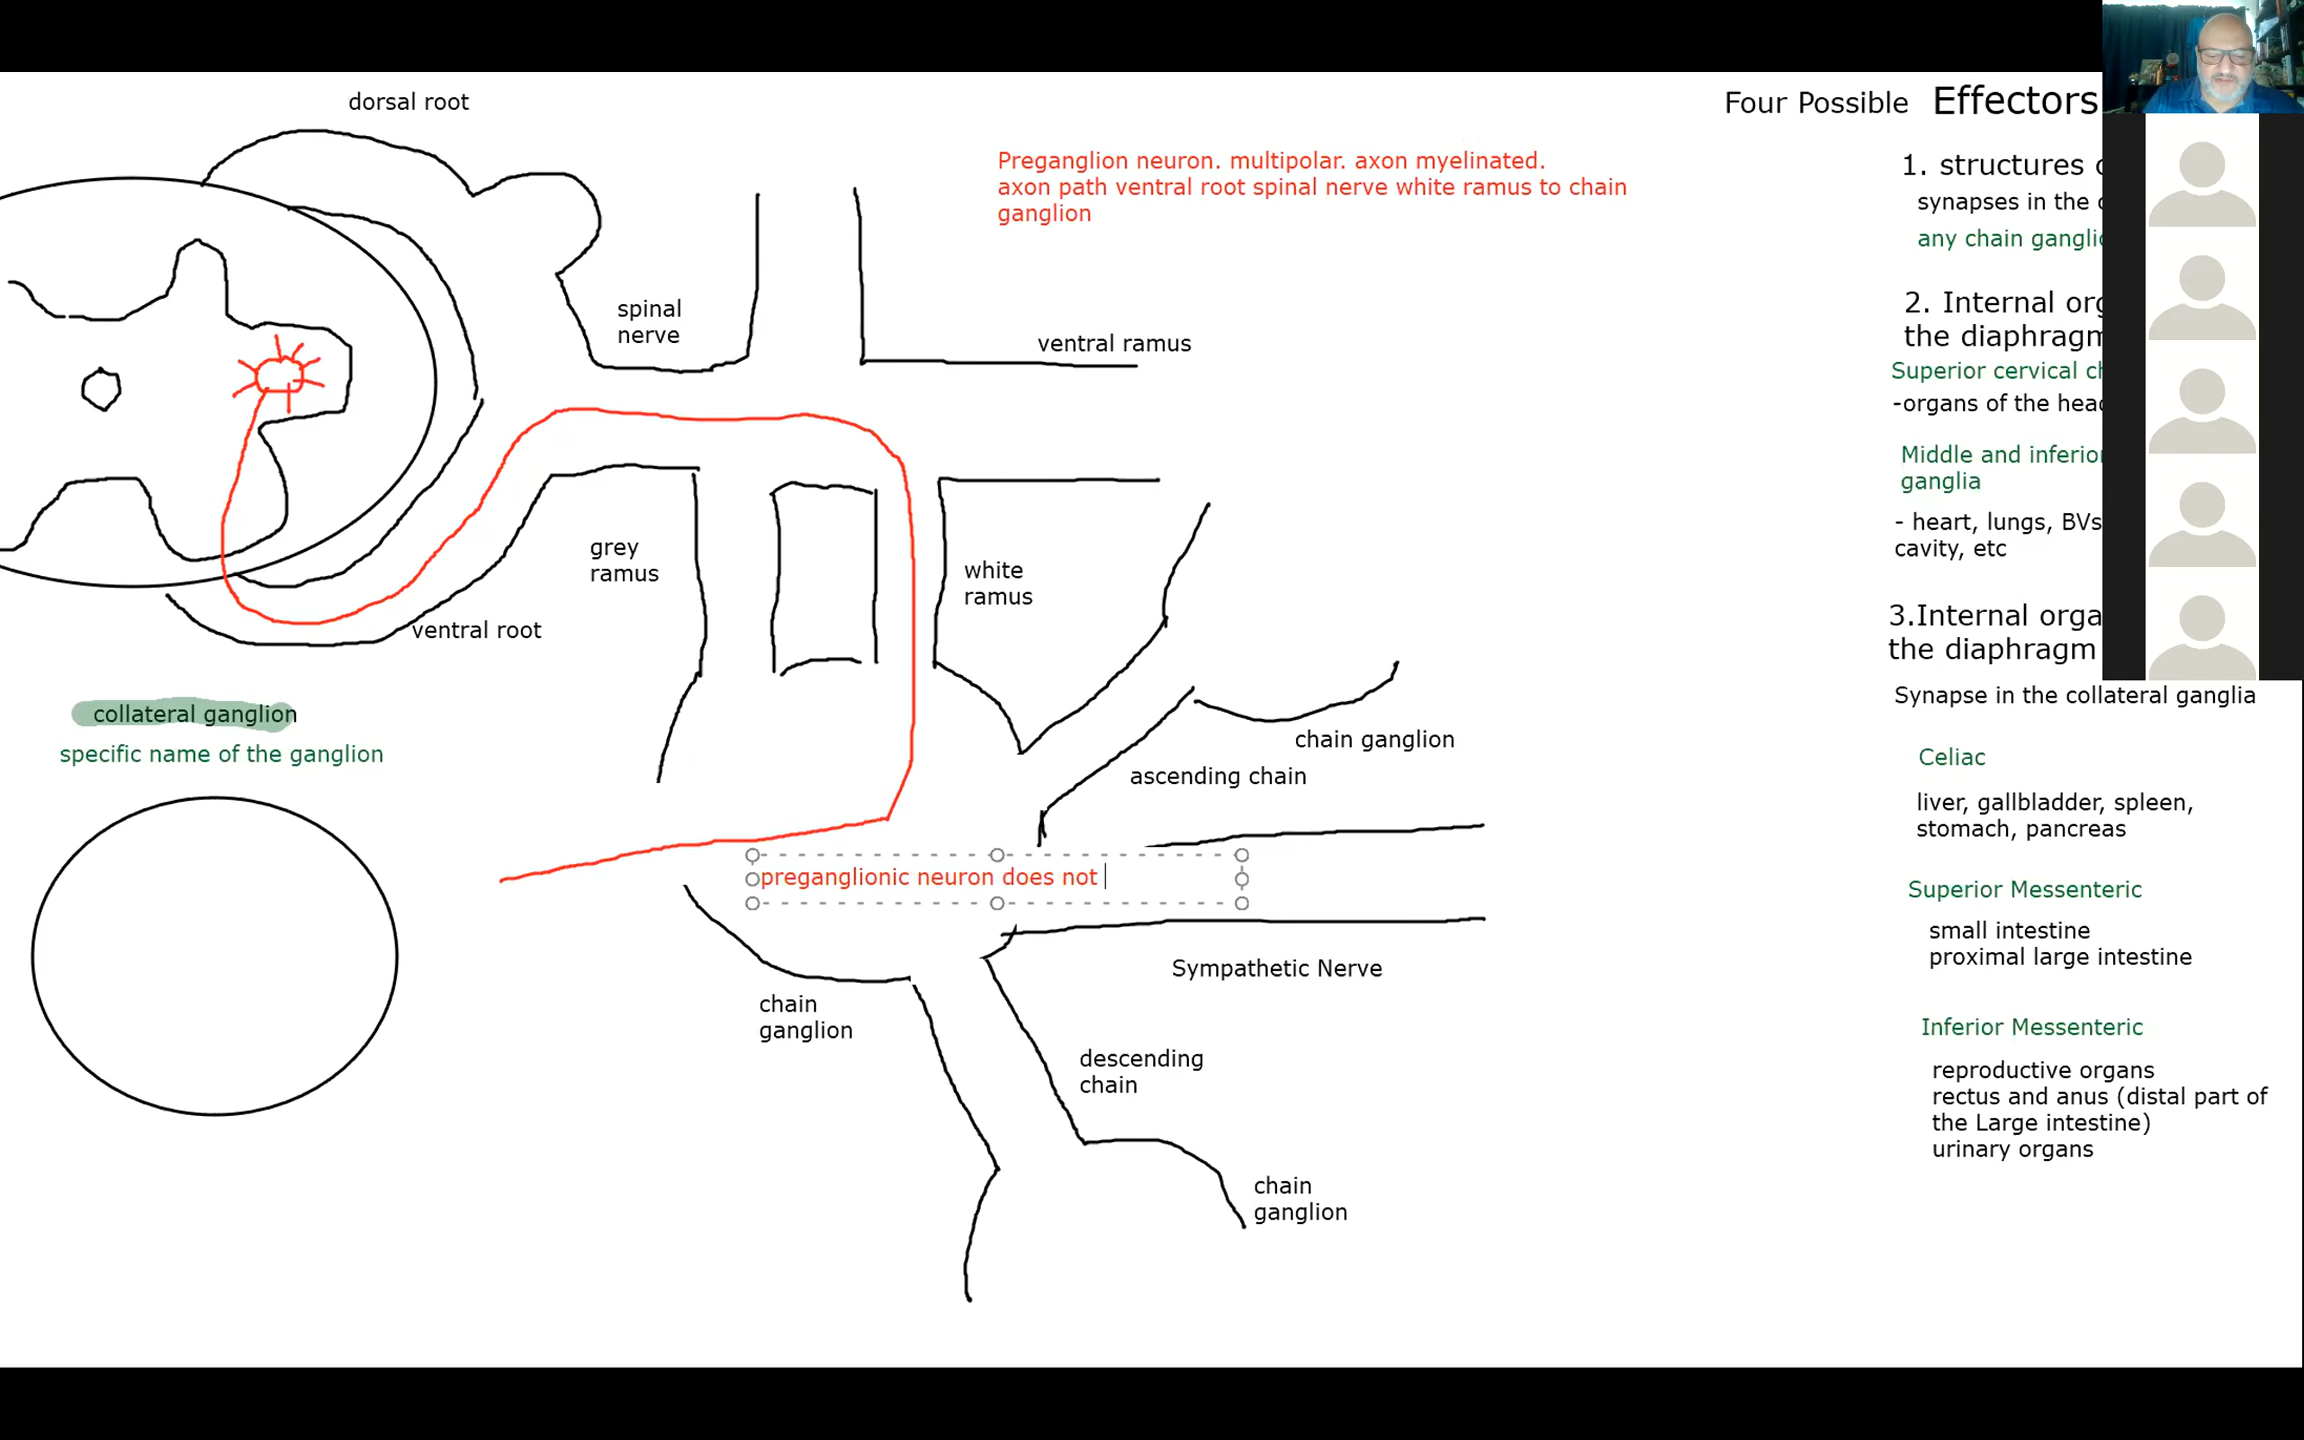 dorsal root
Preganglion neuron. multipolar. axon myelinated.
axon path ventral root spinal nerve white ramus to chain
ganglion
spinal
nerve
ventral ramus
grey
ramus
white
ramus
ventral root
collateral ganglion
specific name of the ganglion
chain ganglion
ascending chain
preganglionic neuron does not
Sympathetic Nerve
chain
ganglion
descending
chain
chain
ganglion
Four Possible Effectors
1. structures
synapses in the
any chain
2. Internal
the
Superior cervical
-organs of the
Middle and
ganglia
- heart, lungs, BVs
cavity, etc
3.Internal
the diaphragm
Synapse in the collateral ganglia
Celiac
liver, gallbladder, spleen,
stomach, pancreas
Superior Messenteric
small intestine
proximal large intestine
Inferior Messenteric
reproductive organs
rectus and anus (distal part of
the Large intestine)
urinary organs